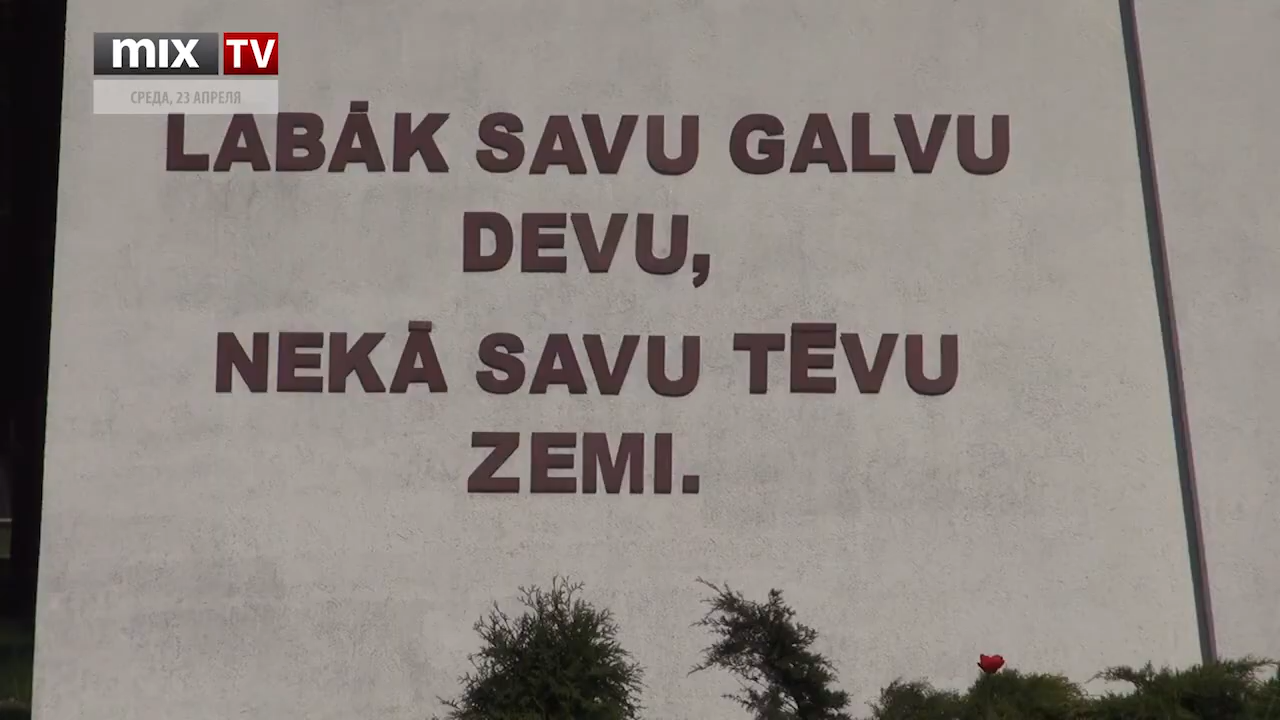 mix TV
СРЕДА, 23 АПРЕЛЯ
LABĀK SAVU GALVU
DEVU,
NEKĀ SAVU TĒVU
ZEMI.